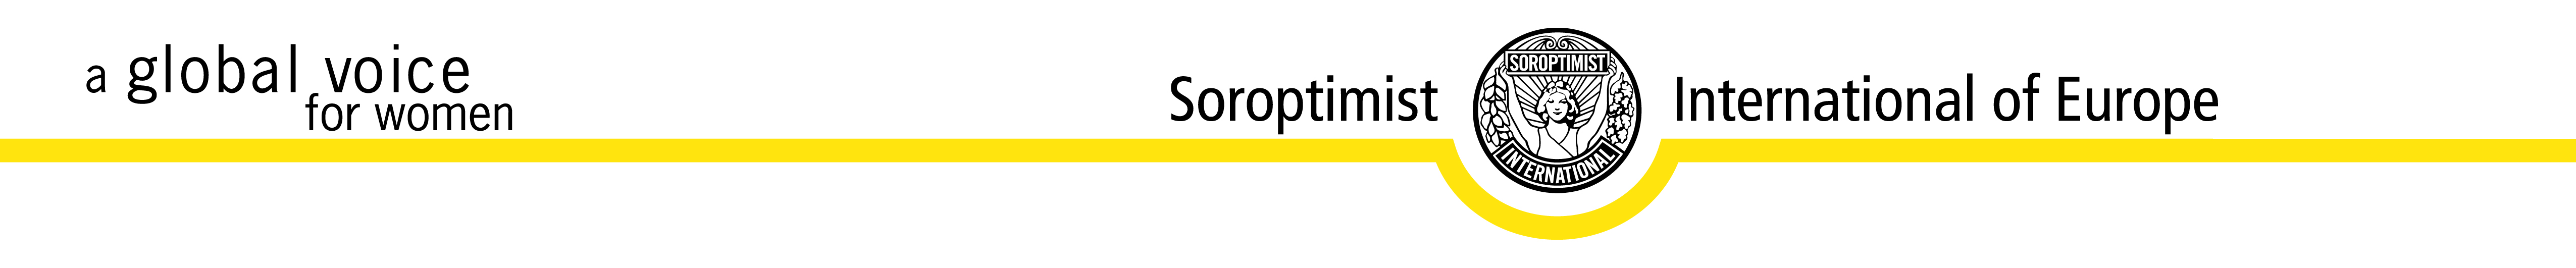 a global voice
for women
Soroptimist
SOROPTIMIST
INTERNATIONAL
International of Europe